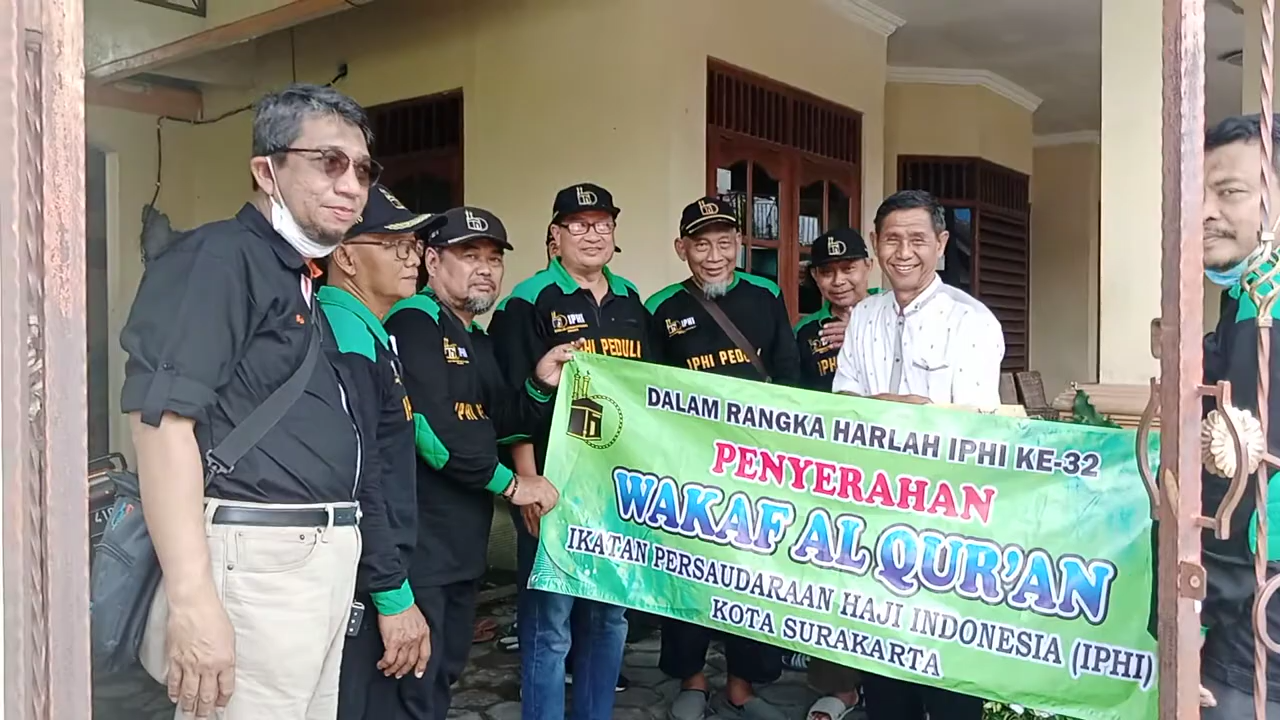 IPHI
IPHI PEDULI
IPHI
DALAM RANGKA HARLAH IPHI KE-32
PENYERAHAN
WAKAF AL QUR'AN
IKATAN PERSAUDARAAN HAJI INDONESIA (IPHI)
KOTA SURAKARTA